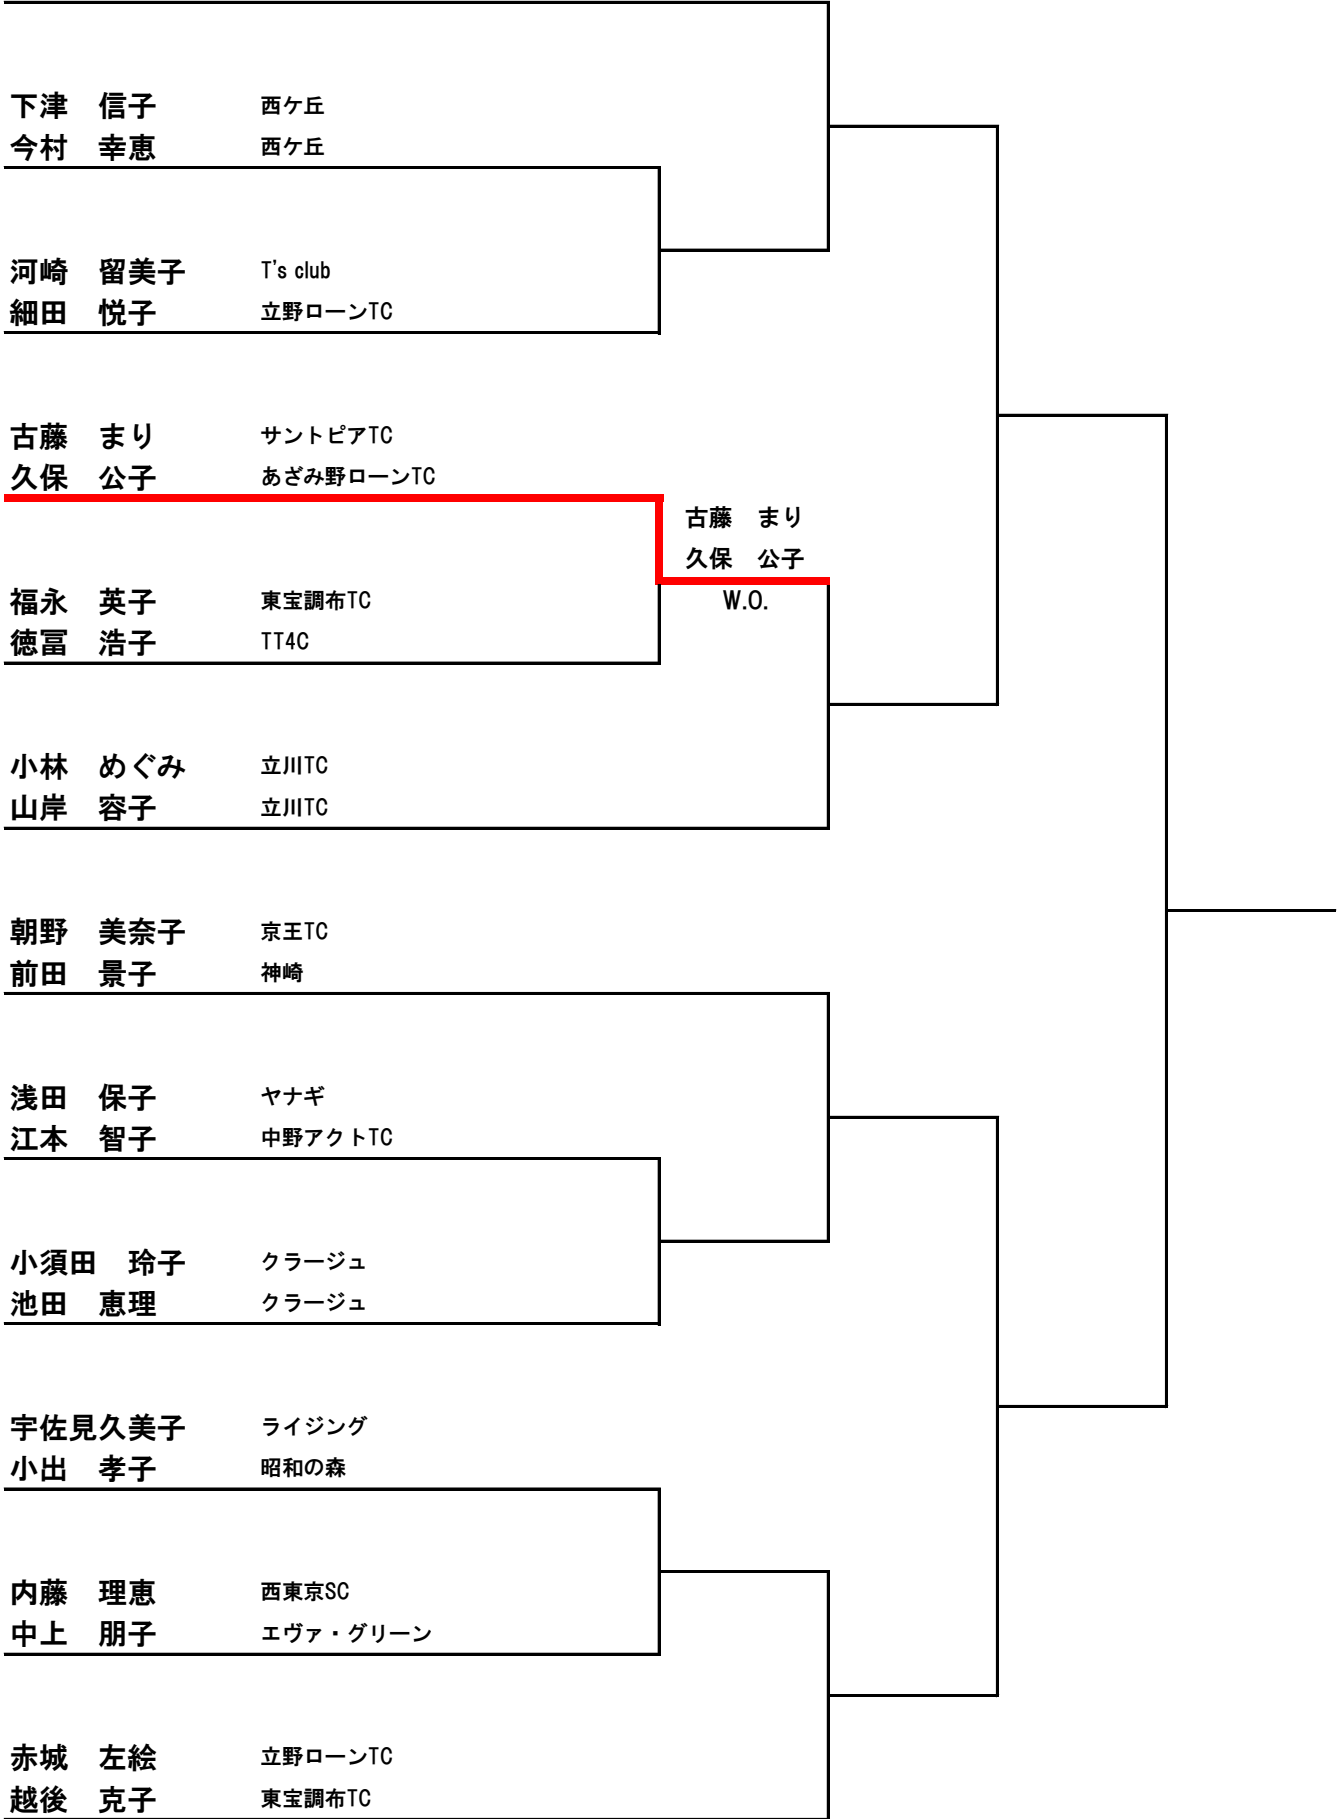 下津　信子　西ケ丘
今村　幸恵　西ケ丘
河崎　留美子　T's club
細田　悦子　立野ローンTC
古藤　まり　サントピアTC
久保　公子　あざみ野ローンTC
古藤　まり
久保　公子
福永　英子　東宝調布TC　W.O.
徳冨　浩子　TT4C
小林　めぐみ　立川TC
山岸　容子　立川TC
朝野　美奈子　京王TC
前田　景子　神崎
浅田　保子　ヤナギ
江本　智子　中野アクトTC
小須田　玲子　クラージュ
池田　恵理　クラージュ
宇佐見久美子　ライジング
小出　孝子　昭和の森
内藤　理恵　西東京SC
中上　朋子　エヴァ・グリーン
赤城　左絵　立野ローンTC
越後　克子　東宝調布TC